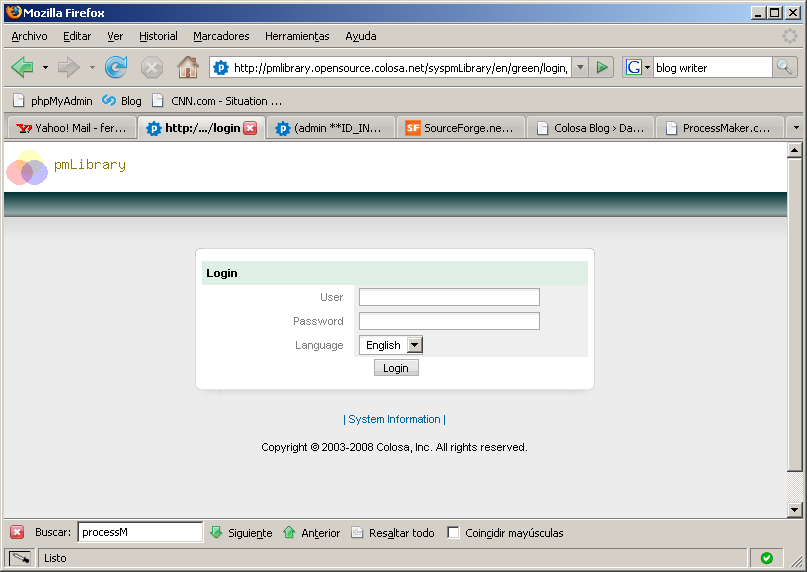 Mozilla Firefox
Archivo Editar Ver Historial Marcadores Herramientas Ayuda
http://pmlibrary.opensource.colosa.net/syspmLibrary/en/green/login, G blog writer
phpMyAdmin Blog CNN.com - Situation ...
Yahoo! Mail - fer... http:/.../login (admin **ID_IN... SF SourceForge.ne... Colosa Blog › Da... ProcessMaker.c...
pmLibrary
Login
User
Password
Language English
Login
| System Information |
Copyright © 2003-2008 Colosa, Inc. All rights reserved.
Buscar: processM Siguiente Anterior Resaltar todo Coincidir mayúsculas
Listo